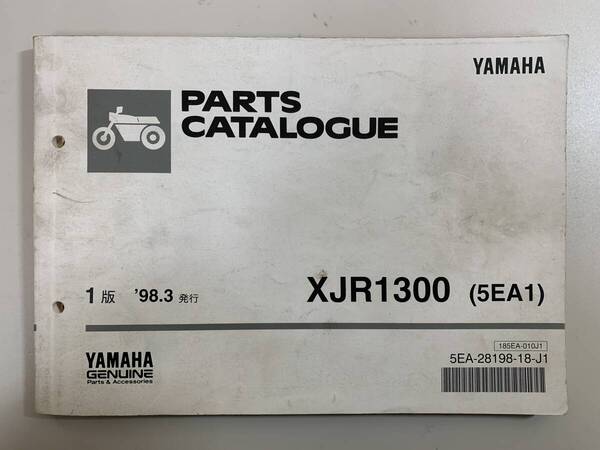 YAMAHA
PARTS
CATALOGUE
1版 '98.3 発行
XJR1300 (5EA1)
185EA-010J1
5EA-28198-18-J1
YAMAHA
GENUINE
Parts & Accessories